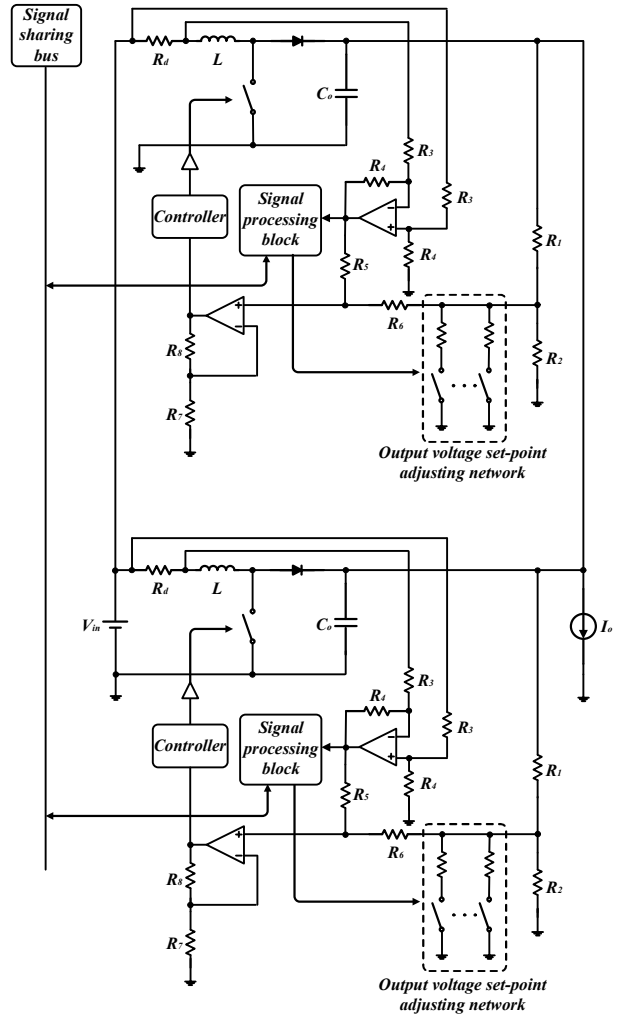 Signal
sharing
bus
Rd
L
Co
R3
R4
R3
Signal
processing
block
Controller
R4
R1
R5
R6
R8
R2
R7
Output voltage set-point
adjusting network
Rd
L
Vin
Co
Io
R3
R4
R3
Signal
processing
block
Controller
R4
R1
R5
R6
R8
R2
R7
Output voltage set-point
adjusting network